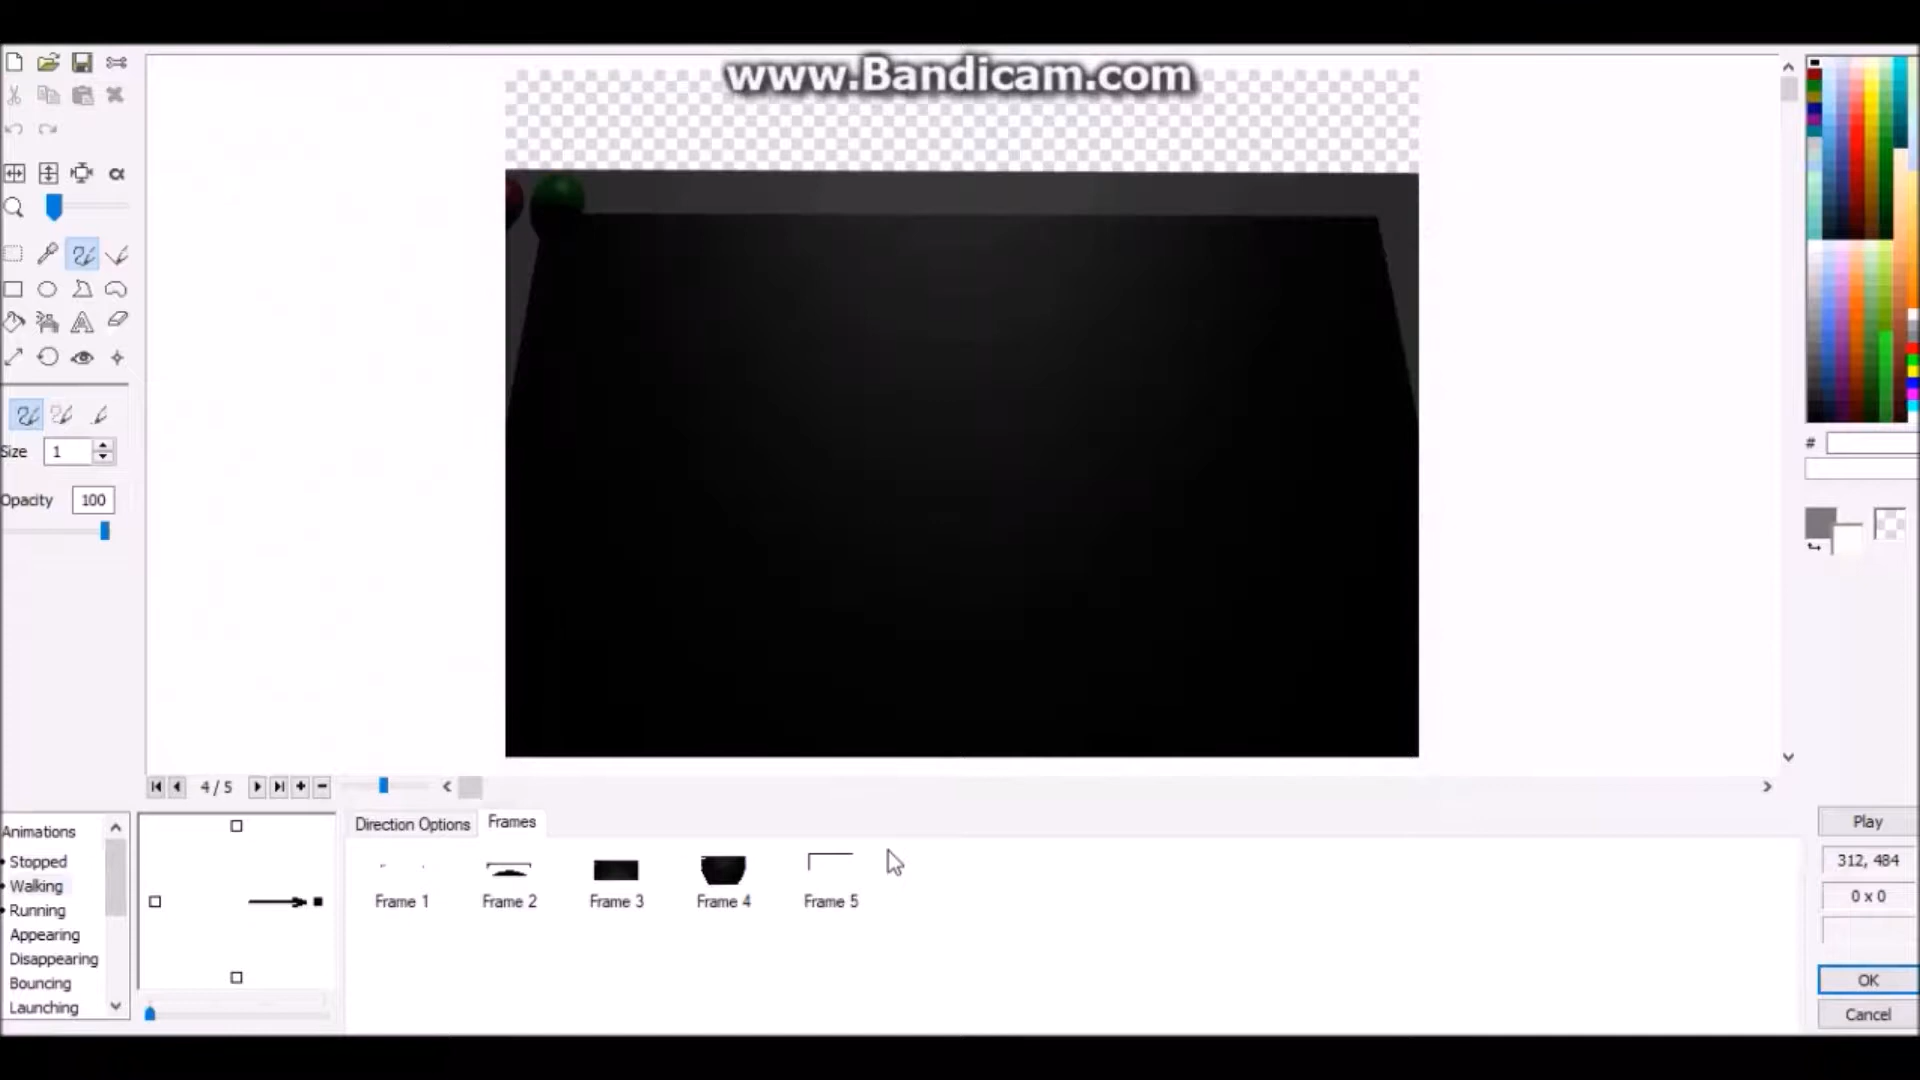 www.Bandicam.com
Size 1
Opacity 100
#
4 / 5
Animations
Stopped
Walking
Running
Appearing
Disappearing
Bouncing
Launching
Direction Options Frames
Frame 1 Frame 2 Frame 3 Frame 4 Frame 5
Play
312, 484
0 x 0
OK
Cancel